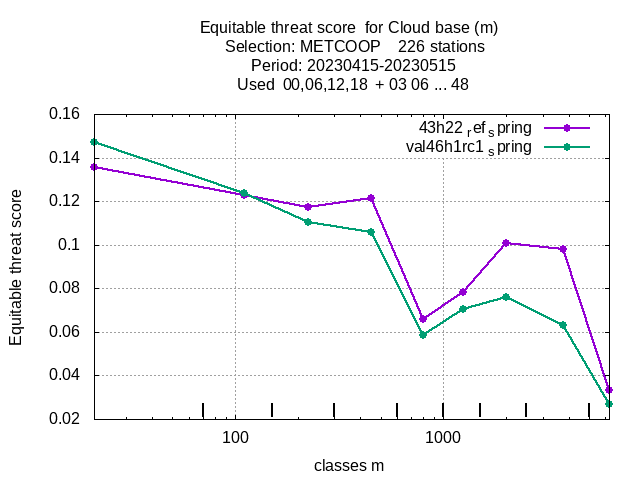 Equitable threat score  for Cloud base (m)
Selection: METCOOP    226 stations
Period: 20230415-20230515
Used  00,06,12,18  + 03 06 ... 48
43h22 ref s pring
val46h1rc1 s pring
0.16
0.14
0.12
0.1
0.08
0.06
0.04
0.02
Equitable threat score
100
1000
classes m